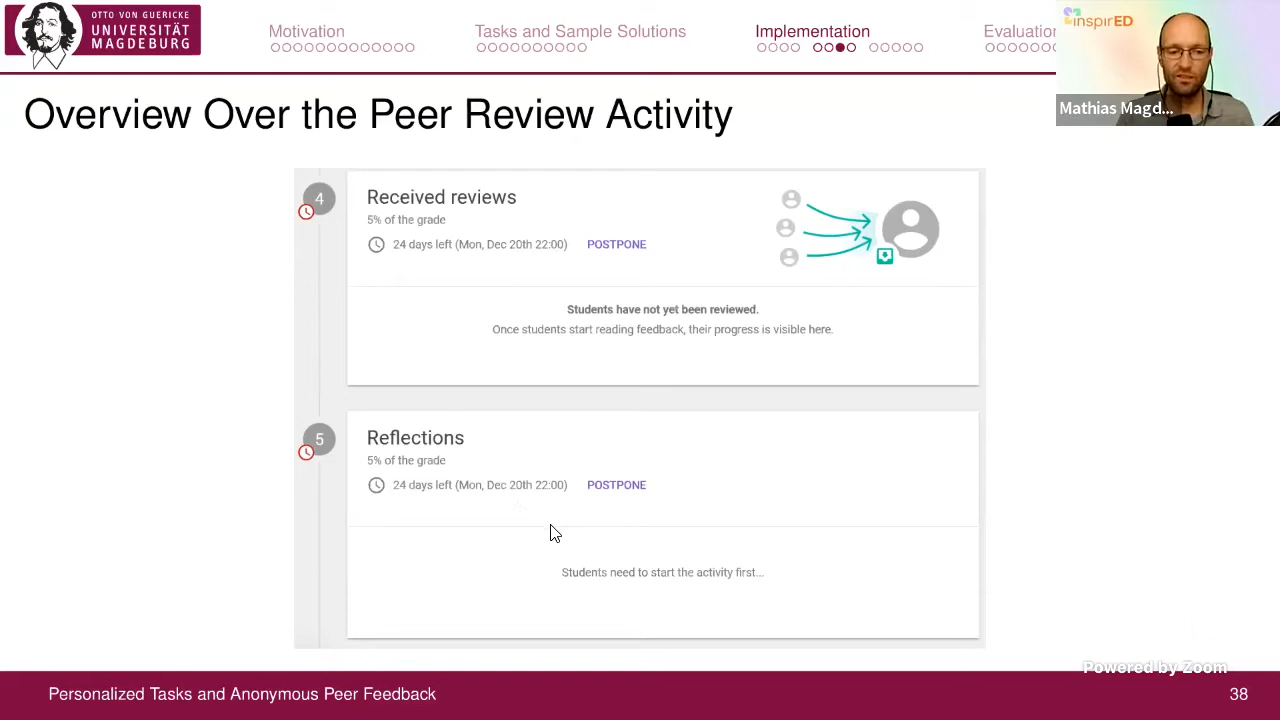 OTTO VON GUERICKE
UNIVERSITÄT
MAGDEBURG
Motivation
Tasks and Sample Solutions
Implementation
Evaluation
inspirED
Mathias Magd...
Overview Over the Peer Review Activity
4
Received reviews
5% of the grade
24 days left (Mon, Dec 20th 22:00) POSTPONE
Students have not yet been reviewed.
Once students start reading feedback, their progress is visible here.
5
Reflections
5% of the grade
24 days left (Mon, Dec 20th 22:00) POSTPONE
Students need to start the activity first...
Powered by Zoom
Personalized Tasks and Anonymous Peer Feedback
38